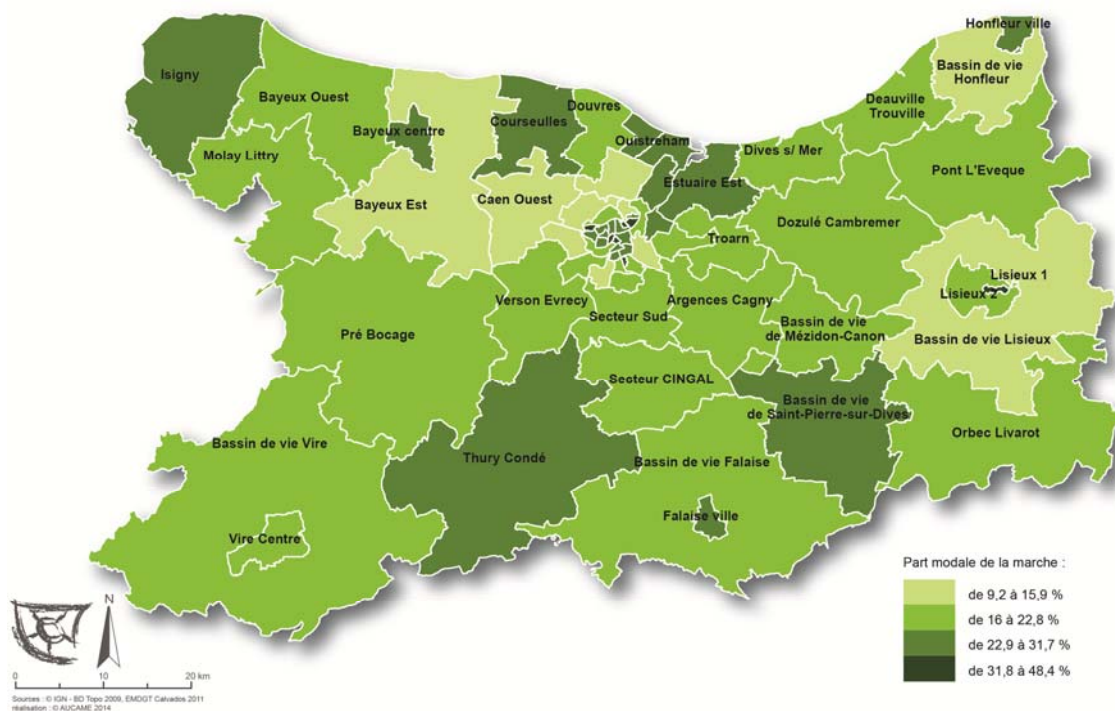 Honfleur ville
Isigny
Bassin de vie
Honfleur
Bayeux Ouest
Deauville
Trouville
Douvres
Courseulles
Bayeux centre
Ouistreham
Molay Littry
Dives s/ Mer
Pont L'Eveque
Estuaire Est
Bayeux Est
Caen Ouest
Dozulé Cambremer
Troarn
Lisieux 1
Lisieux 2
Verson Evrecy
Argences Cagny
Secteur Sud
Bassin de vie
de Mézidon-Canon
Pré Bocage
Bassin de vie Lisieux
Secteur CINGAL
Bassin de vie
de Saint-Pierre-sur-Dives
Orbec Livarot
Bassin de vie Vire
Thury Condé
Bassin de vie Falaise
Falaise ville
Vire Centre
Part modale de la marche :
de 9,2 à 15,9 %
de 16 à 22,8 %
de 22,9 à 31,7 %
de 31,8 à 48,4 %
N
0 10 20 km
Sources : © IGN - BD Topo 2009, EMDGT Calvados 2011
réalisation : © AUCAME 2014